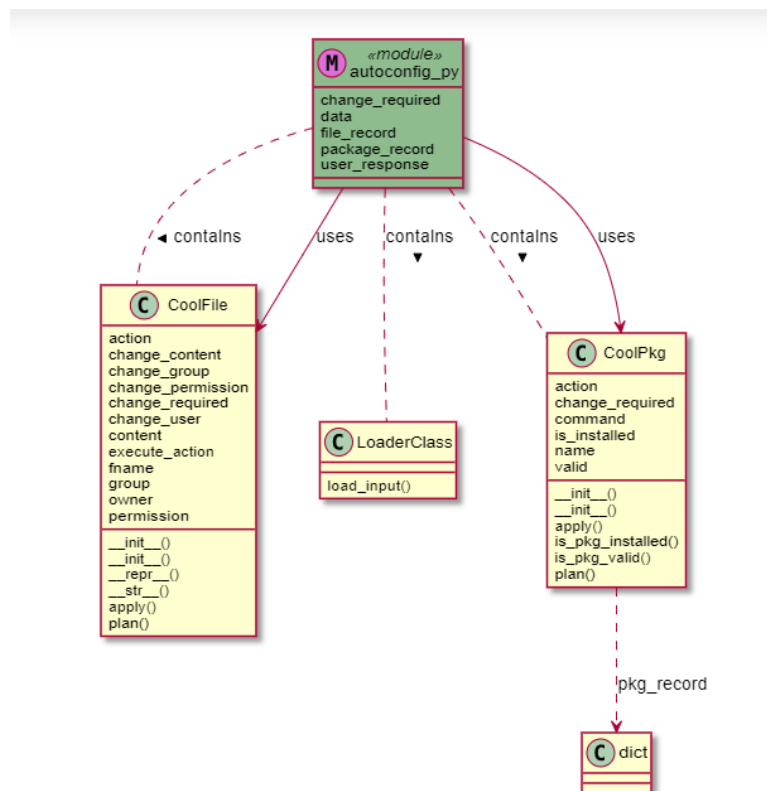 M
«module»
autoconfig_py
change_required
data
file_record
package_record
user_response
◄ contains
uses
contains
▼
contains
▼
uses
C CoolFile
action
change_content
change_group
change_permission
change_required
change_user
content
execute_action
fname
group
owner
permission
__init__()
__init__()
__repr__()
__str__()
apply()
plan()
C LoaderClass
load_input()
C CoolPkg
action
change_required
command
is_installed
name
valid
__init__()
__init__()
apply()
is_pkg_installed()
is_pkg_valid()
plan()
pkg_record
C dict